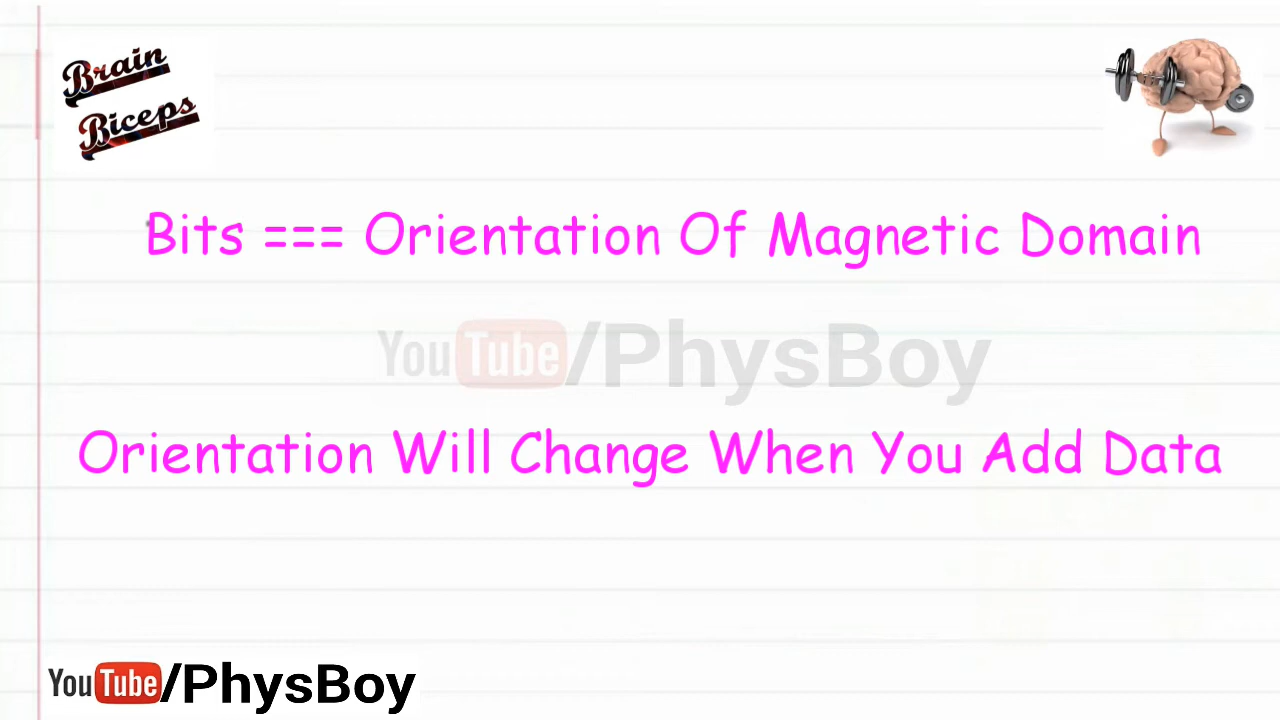 Brain
Biceps
Bits === Orientation Of Magnetic Domain
YouTube/PhysBoy
Orientation Will Change When You Add Data
YouTube/PhysBoy